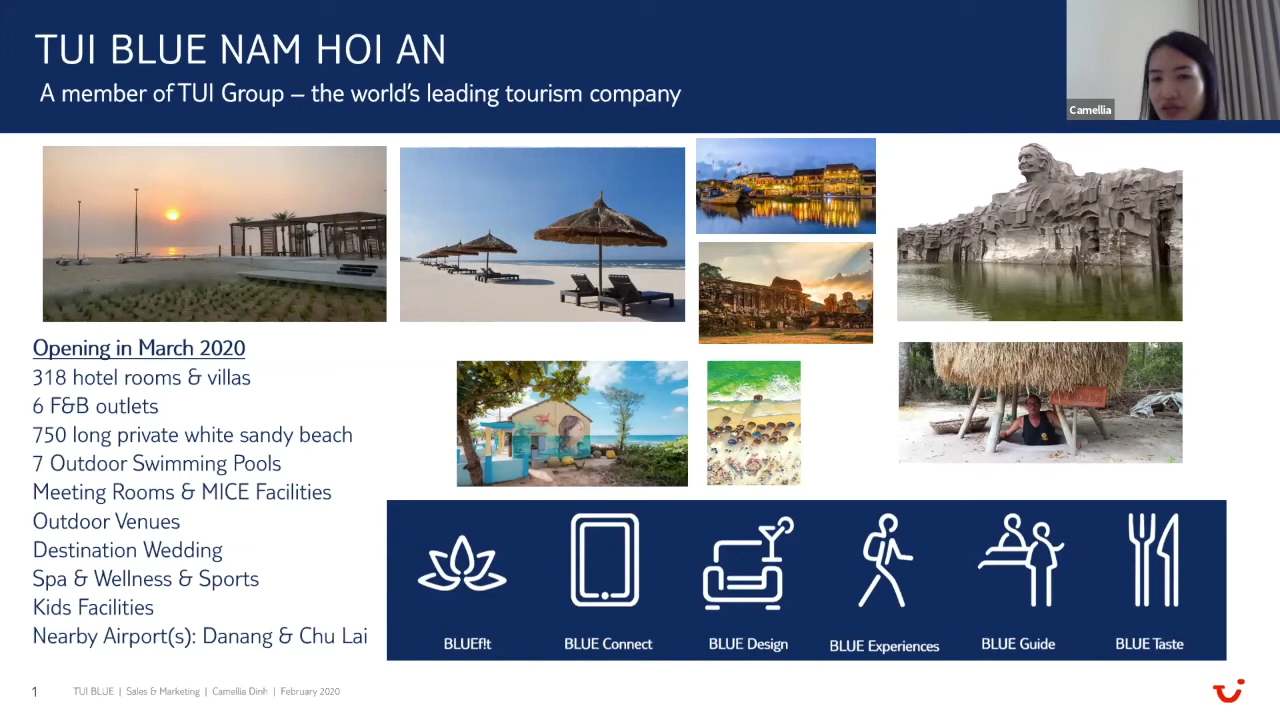 TUI BLUE NAM HOI AN
A member of TUI Group – the world's leading tourism company
Camellia
Opening in March 2020
318 hotel rooms & villas
6 F&B outlets
750 long private white sandy beach
7 Outdoor Swimming Pools
Meeting Rooms & MICE Facilities
Outdoor Venues
Destination Wedding
Spa & Wellness & Sports
Kids Facilities
Nearby Airport(s): Danang & Chu Lai
BLUEf!t
BLUE Connect
BLUE Design
BLUE Experiences
BLUE Guide
BLUE Taste
1
TUI BLUE | Sales & Marketing | Camellia Dinh | February 2020